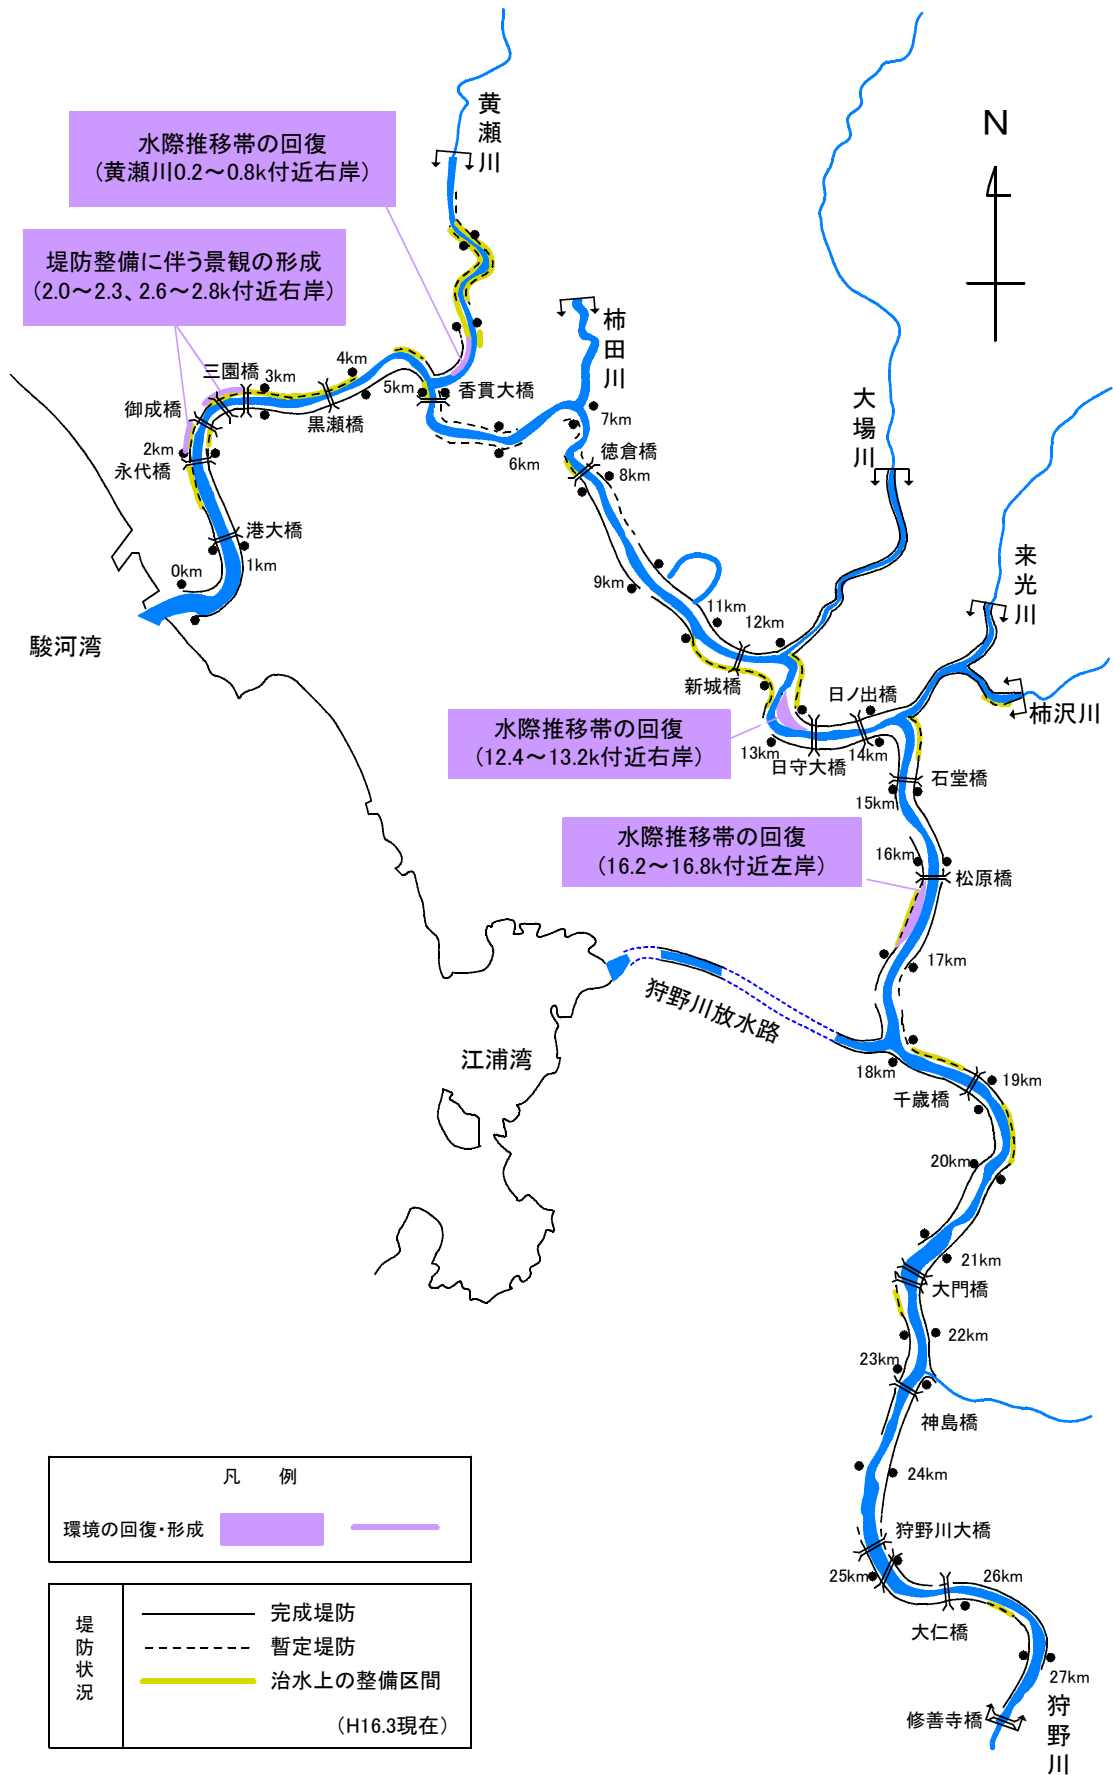 黄瀬川
水際推移帯の回復
（黄瀬川0.2～0.8k付近右岸）
N
堤防整備に伴う景観の形成
（2.0～2.3、2.6～2.8k付近右岸）
柿田川
三園橋
3km
4km
5km
香貫大橋
御成橋
黒瀬橋
7km
大場川
2km
永代橋
6km
徳倉橋
8km
港大橋
0km
1km
9km
来光川
11km
12km
駿河湾
新城橋
日ノ出橋
柿沢川
水際推移帯の回復
（12.4～13.2k付近右岸）
13km
日守大橋
14km
石堂橋
15km
水際推移帯の回復
（16.2～16.8k付近左岸）
16km
松原橋
17km
狩野川放水路
江浦湾
18km
千歳橋
19km
20km
21km
大門橋
22km
23km
神島橋
24km
狩野川大橋
25km
26km
大仁橋
27km
修善寺橋
狩野川
凡 例
環境の回復・形成
堤防状況
完成堤防
暫定堤防
治水上の整備区間
（H16.3現在）